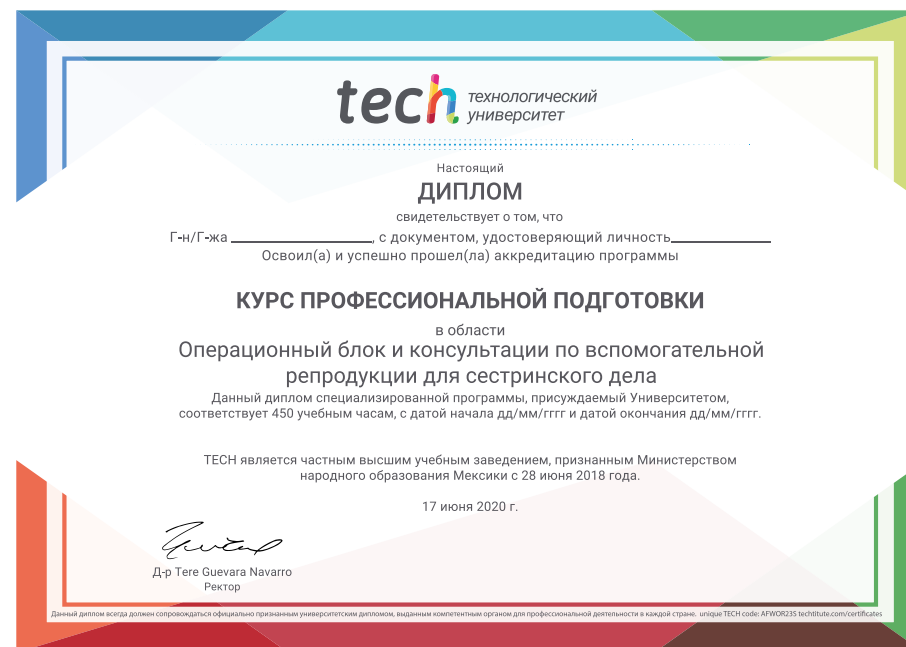 tech технологический
университет
Настоящий
ДИПЛОМ
свидетельствует о том, что
Г-н/Г-жа ____________________, с документом, удостоверяющий личность______________
Освоил(а) и успешно прошел(ла) аккредитацию программы
КУРС ПРОФЕССИОНАЛЬНОЙ ПОДГОТОВКИ
в области
Операционный блок и консультации по вспомогательной
репродукции для сестринского дела
Данный диплом специализированной программы, присуждаемый Университетом,
соответствует 450 учебным часам, с датой начала дд/мм/гггг и датой окончания дд/мм/гггг.
TECH является частным высшим учебным заведением, признанным Министерством
народного образования Мексики с 28 июня 2018 года.
17 июня 2020 г.
Д-р Tere Guevara Navarro
Ректор
Данный диплом всегда должен сопровождаться официально признанным университетским дипломом, выданным компетентным органом для профессиональной деятельности в каждой стране. unique TECH code: AFWOR23S techtitute.com/certificates